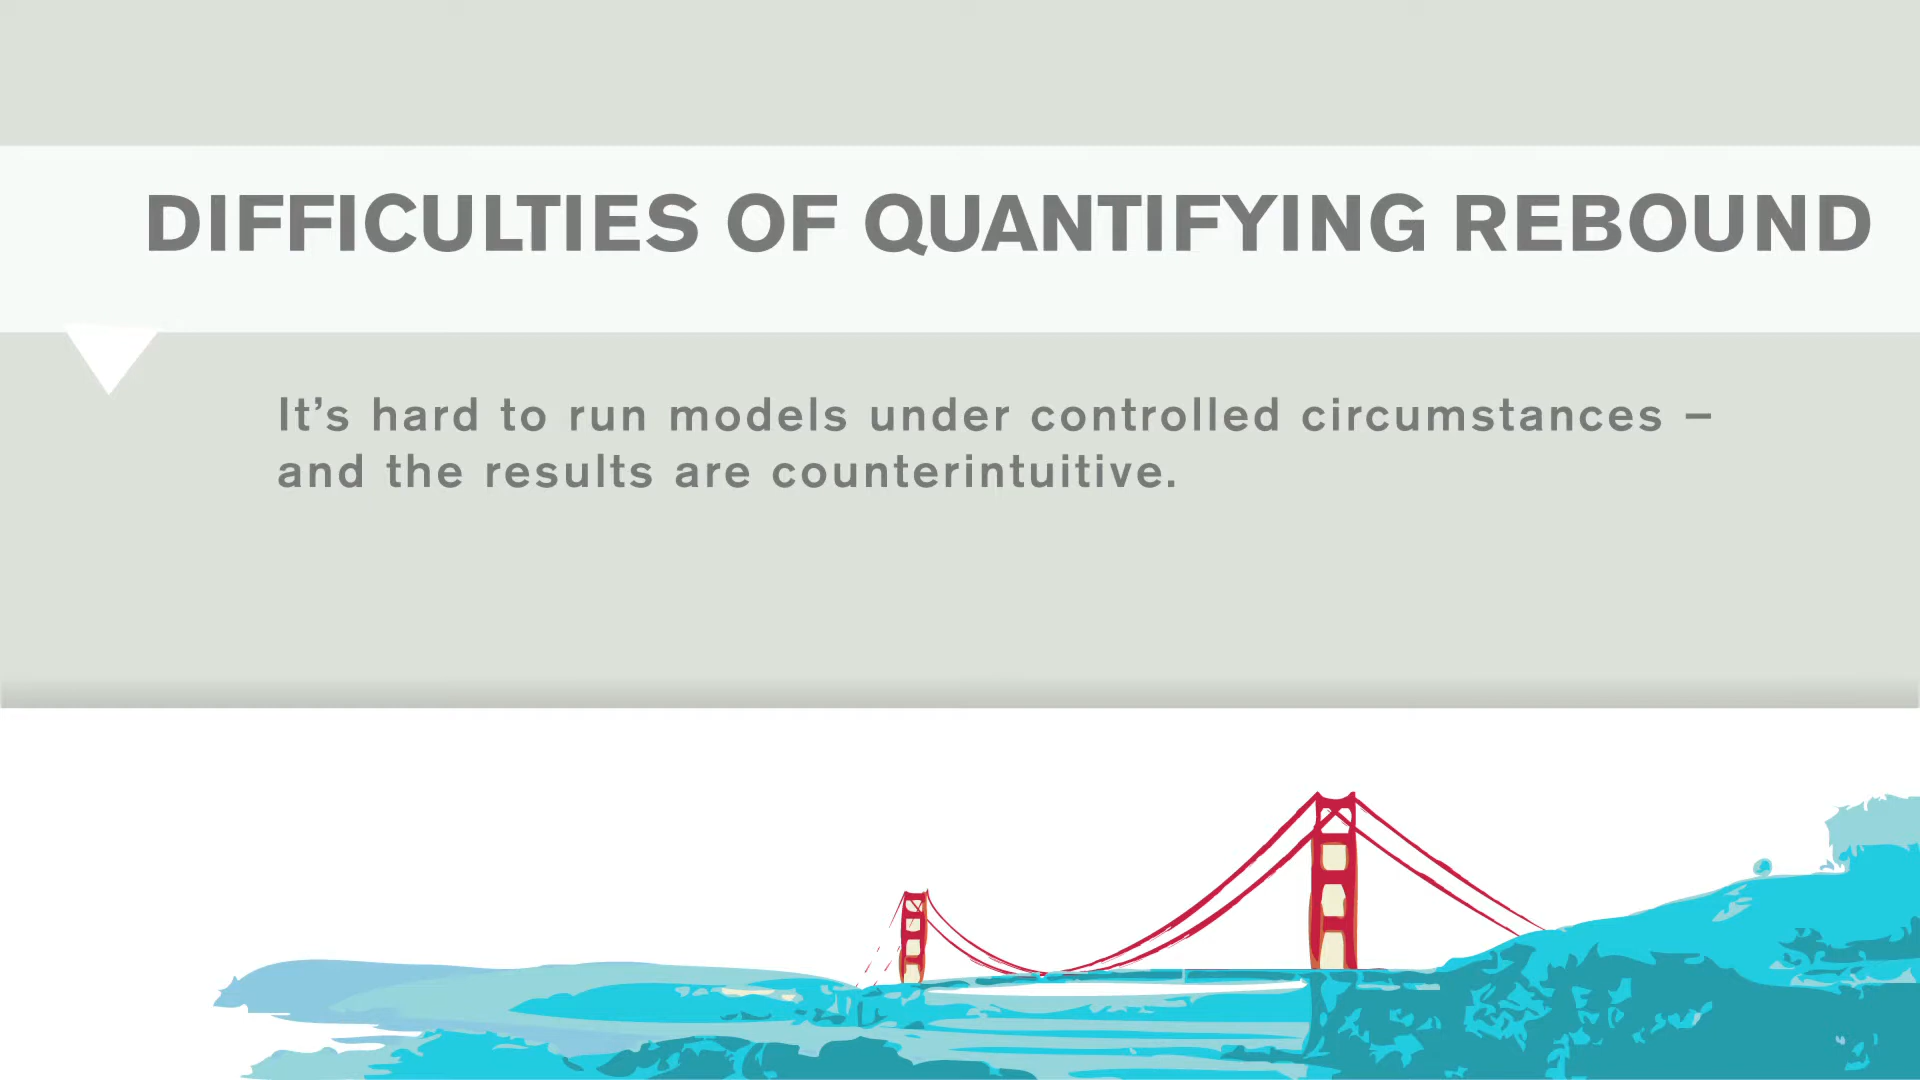 DIFFICULTIES OF QUANTIFYING REBOUND
It’s hard to run models under controlled circumstances –
and the results are counterintuitive.